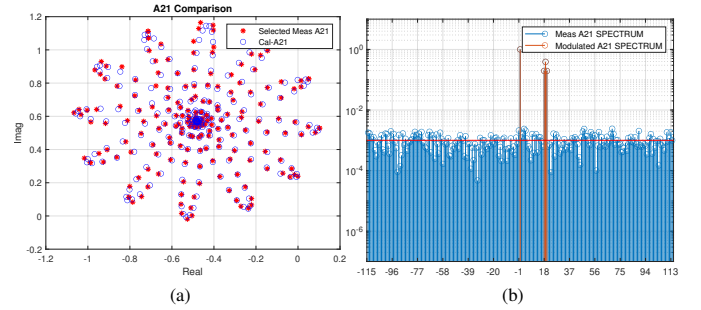 A21 Comparison
1.2
1
0.8
0.6
0.4
0.2
0
-0.2
Imag
-1.2 -1 -0.8 -0.6 -0.4 -0.2 0 0.2
Real
Selected Meas A21
Cal-A21
(a)
Meas A21 SPECTRUM
Modulated A21 SPECTRUM
10^0
10^-2
10^-4
10^-6
-115 -96 -77 -58 -39 -20 -1 18 37 56 75 94 113
(b)